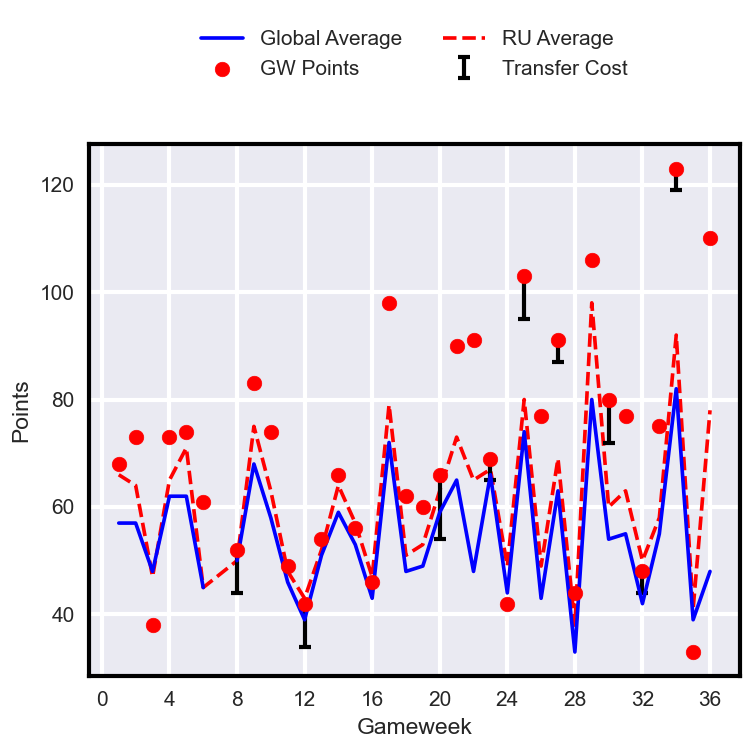 Global Average RU Average
GW Points Transfer Cost
120
100
80
60
40
Points
0 4 8 12 16 20 24 28 32 36
Gameweek